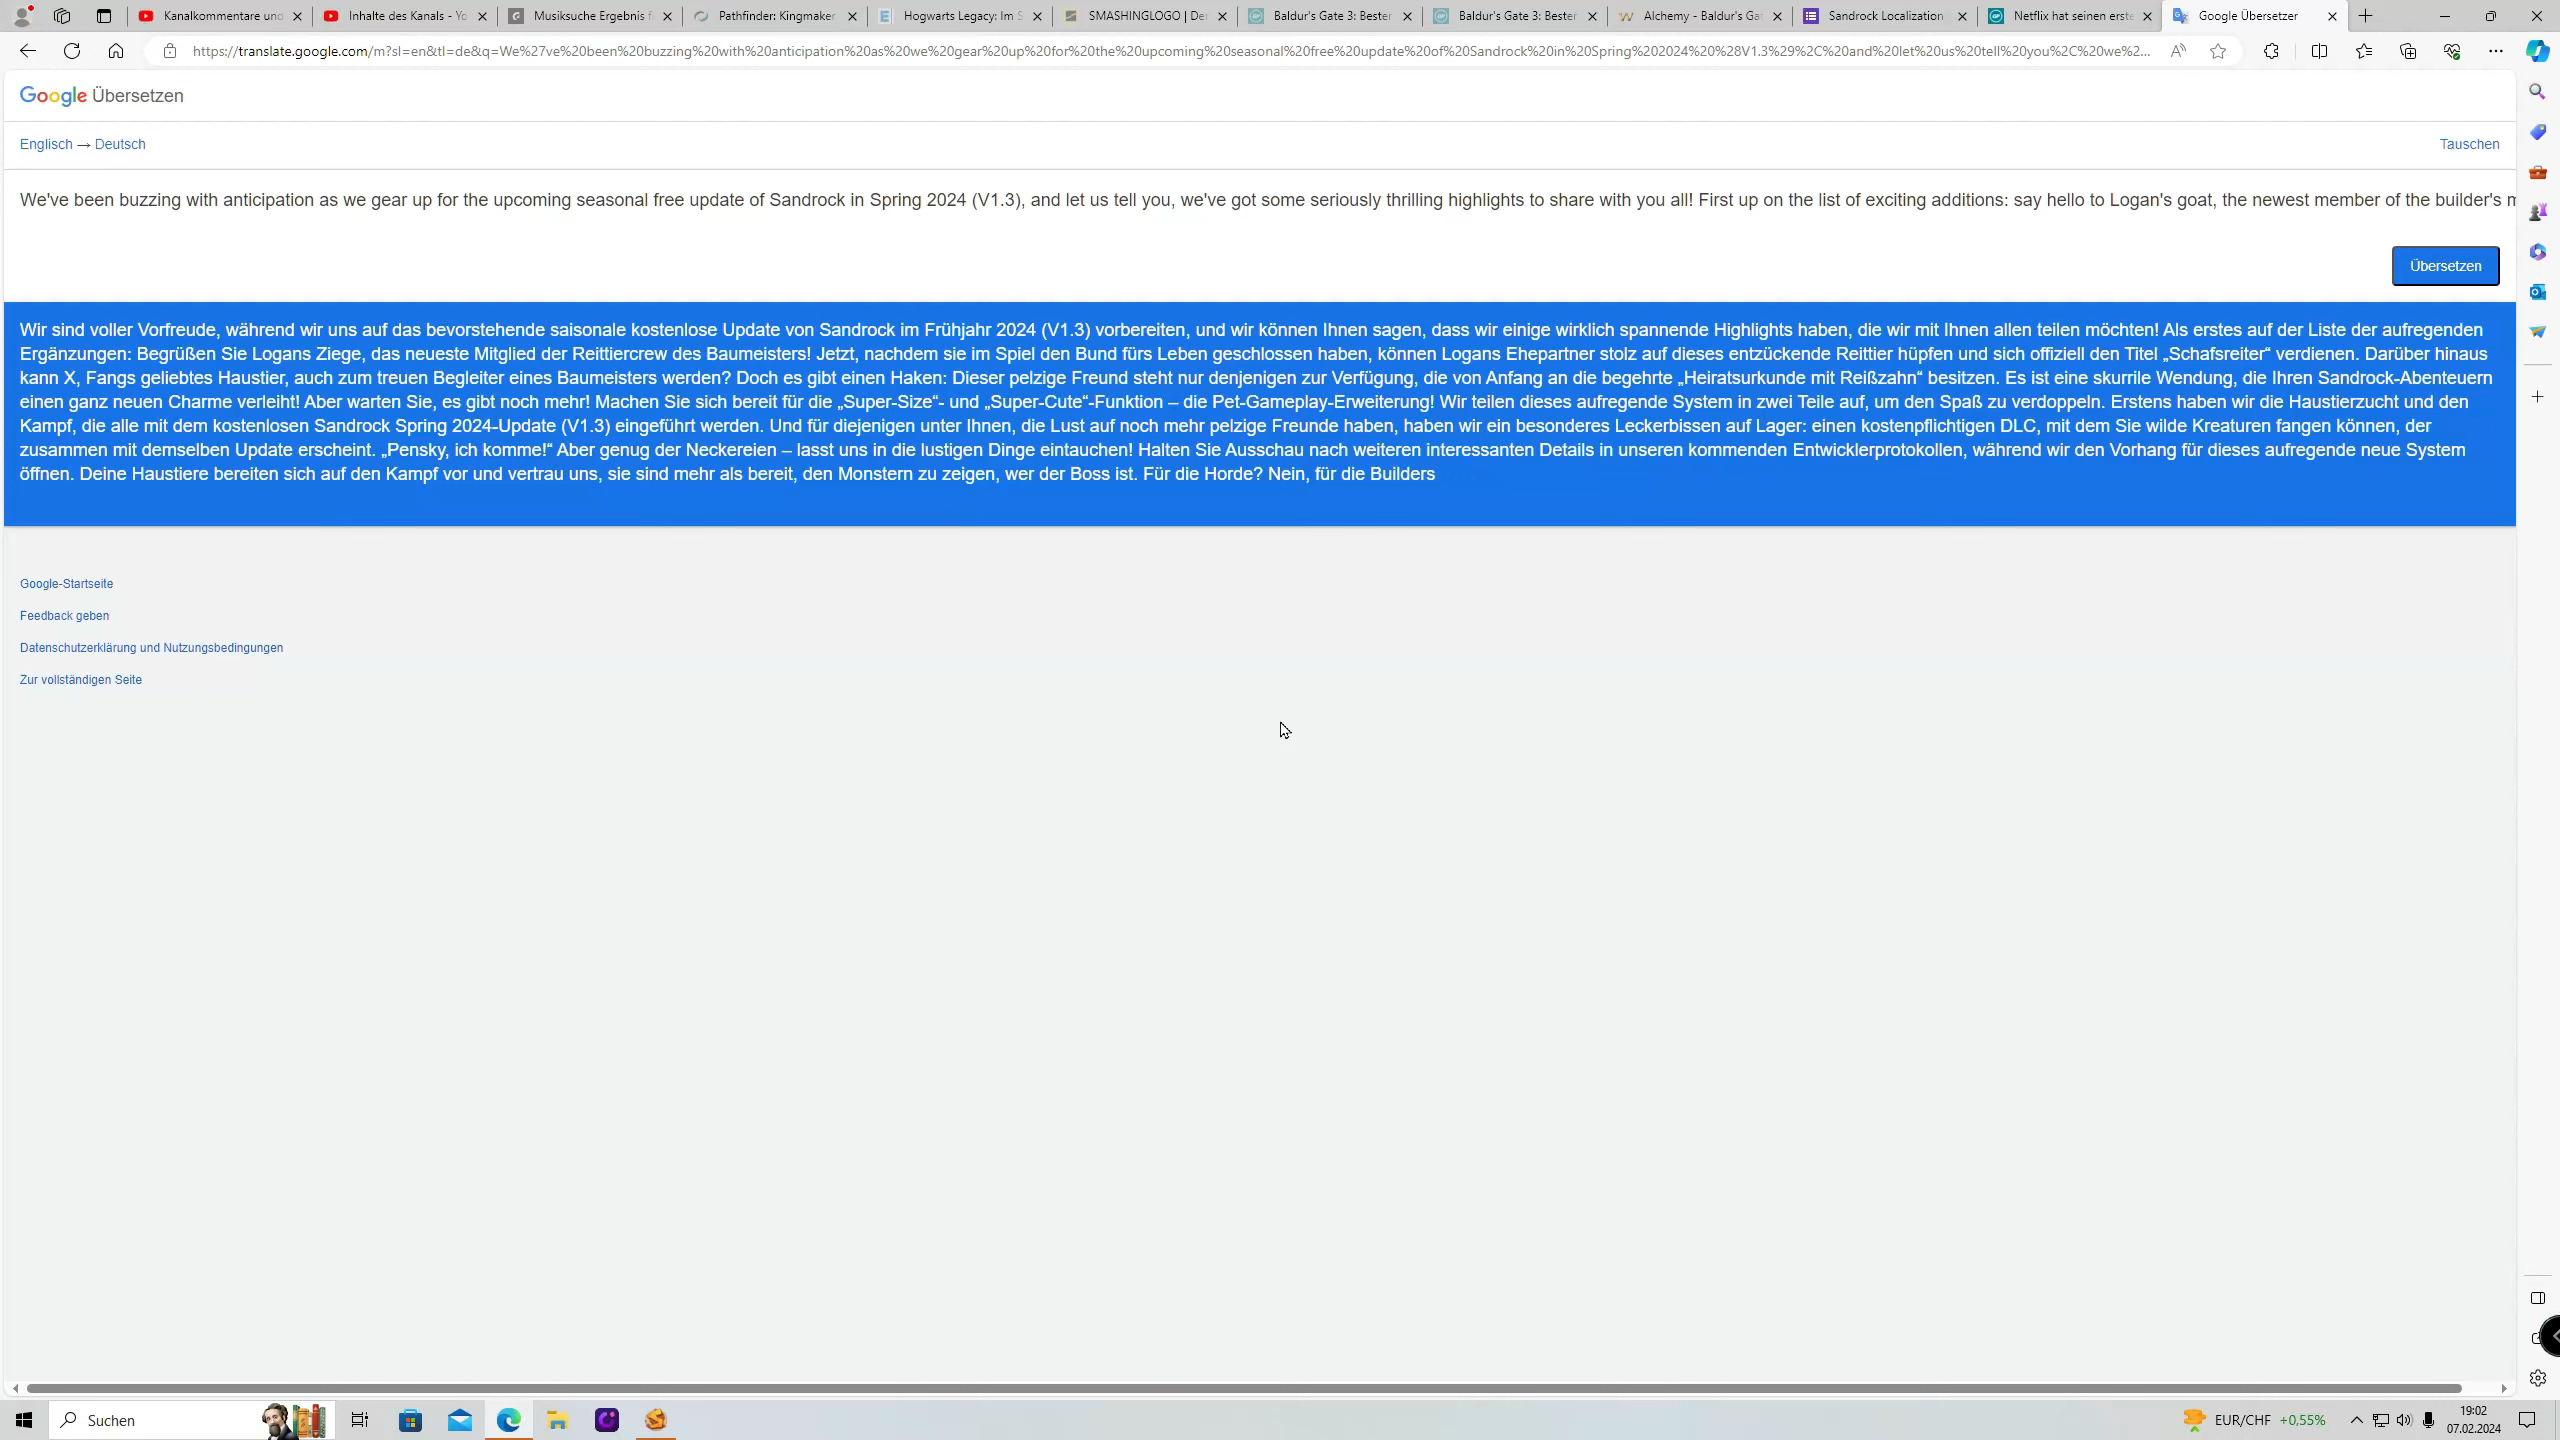 Kanalkommentare und
Inhalte des Kanals - Yo
Musiksuche Ergebnis f
Pathfinder: Kingmaker
Hogwarts Legacy: Im S
SMASHINGLOGO | De
Baldur's Gate 3: Bester
Baldur's Gate 3: Bester
Alchemy - Baldur's Ga
Sandrock Localization
Netflix hat seinen erste
Google Übersetzer
https://translate.google.com/m?sl=en&tl=de&q=We%27ve%20been%20buzzing%20with%20anticipation%20as%20we%20gear%20up%20for%20the%20upcoming%20seasonal%20free%20update%20of%20Sandrock%20in%20Spring%202024%20%28V1.3%29%2C%20and%20let%20us%20tell%20you%2C%20we%2...
Google Übersetzen
Englisch → Deutsch
Tauschen
We've been buzzing with anticipation as we gear up for the upcoming seasonal free update of Sandrock in Spring 2024 (V1.3), and let us tell you, we've got some seriously thrilling highlights to share with you all! First up on the list of exciting additions: say hello to Logan's goat, the newest member of the builder's m
Übersetzen
Wir sind voller Vorfreude, während wir uns auf das bevorstehende saisonale kostenlose Update von Sandrock im Frühjahr 2024 (V1.3) vorbereiten, und wir können Ihnen sagen, dass wir einige wirklich spannende Highlights haben, die wir mit Ihnen allen teilen möchten! Als erstes auf der Liste der aufregenden
Ergänzungen: Begrüßen Sie Logans Ziege, das neueste Mitglied der Reittiercrew des Baumeisters! Jetzt, nachdem sie im Spiel den Bund fürs Leben geschlossen haben, können Logans Ehepartner stolz auf dieses entzückende Reittier hüpfen und sich offiziell den Titel „Schafsreiter“ verdienen. Darüber hinaus
kann X, Fangs geliebtes Haustier, auch zum treuen Begleiter eines Baumeisters werden? Doch es gibt einen Haken: Dieser pelzige Freund steht nur denjenigen zur Verfügung, die von Anfang an die begehrte „Heiratsurkunde mit Reißzahn“ besitzen. Es ist eine skurrile Wendung, die Ihren Sandrock-Abenteuern
einen ganz neuen Charme verleiht! Aber warten Sie, es gibt noch mehr! Machen Sie sich bereit für die „Super-Size“- und „Super-Cute“-Funktion – die Pet-Gameplay-Erweiterung! Wir teilen dieses aufregende System in zwei Teile auf, um den Spaß zu verdoppeln. Erstens haben wir die Haustierzucht und den
Kampf, die alle mit dem kostenlosen Sandrock Spring 2024-Update (V1.3) eingeführt werden. Und für diejenigen unter Ihnen, die Lust auf noch mehr pelzige Freunde haben, haben wir ein besonderes Leckerbissen auf Lager: einen kostenpflichtigen DLC, mit dem Sie wilde Kreaturen fangen können, der
zusammen mit demselben Update erscheint. „Pensky, ich komme!“ Aber genug der Neckereien – lasst uns in die lustigen Dinge eintauchen! Halten Sie Ausschau nach weiteren interessanten Details in unseren kommenden Entwicklerprotokollen, während wir den Vorhang für dieses aufregende neue System
öffnen. Deine Haustiere bereiten sich auf den Kampf vor und vertrau uns, sie sind mehr als bereit, den Monstern zu zeigen, wer der Boss ist. Für die Horde? Nein, für die Builders
Google-Startseite
Feedback geben
Datenschutzerklärung und Nutzungsbedingungen
Zur vollständigen Seite
Suchen
EUR/CHF +0,55%
19:02
07.02.2024